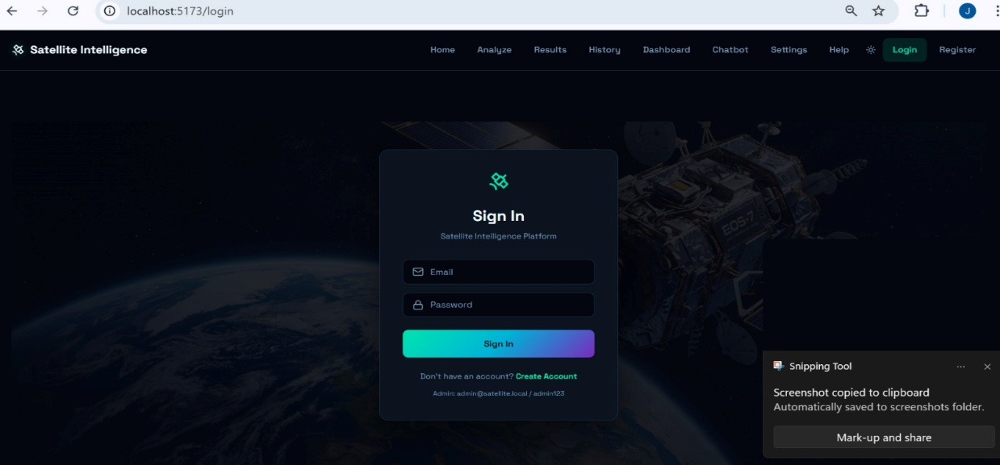 localhost:5173/login
J
Satellite Intelligence
Home Analyze Results History Dashboard Chatbot Settings Help Login Register
EOS-7
Sign In
Satellite Intelligence Platform
Email
Password
Sign In
Don't have an account? Create Account
Admin: admin@satellite.local / admin123
Snipping Tool
Screenshot copied to clipboard
Automatically saved to screenshots folder.
Mark-up and share